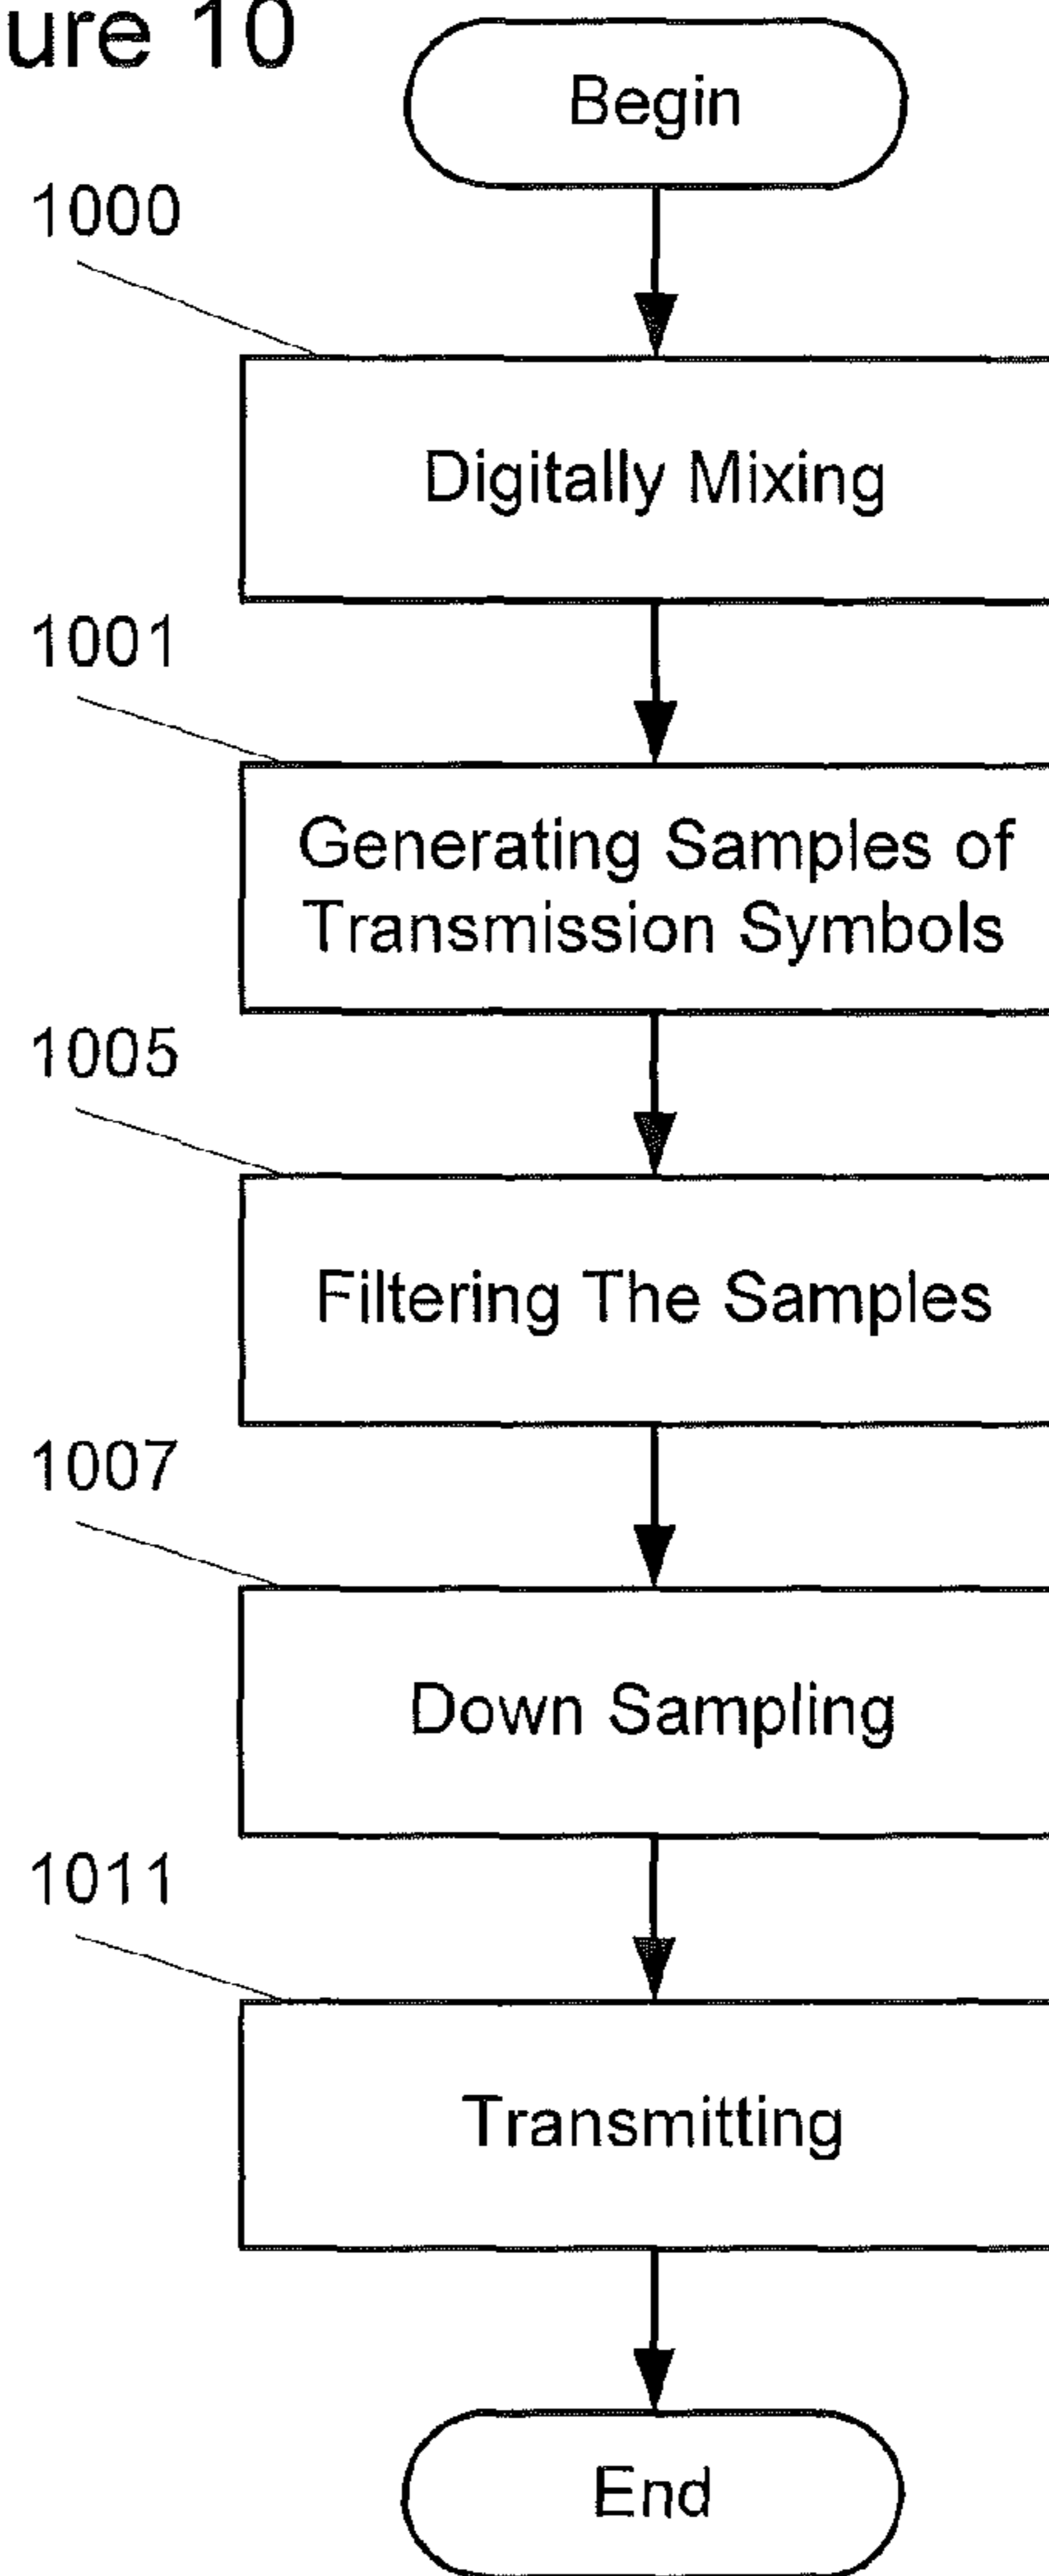 ure 10
Begin
1000
Digitally Mixing
1001
Generating Samples of
Transmission Symbols
1005
Filtering The Samples
1007
Down Sampling
1011
Transmitting
End